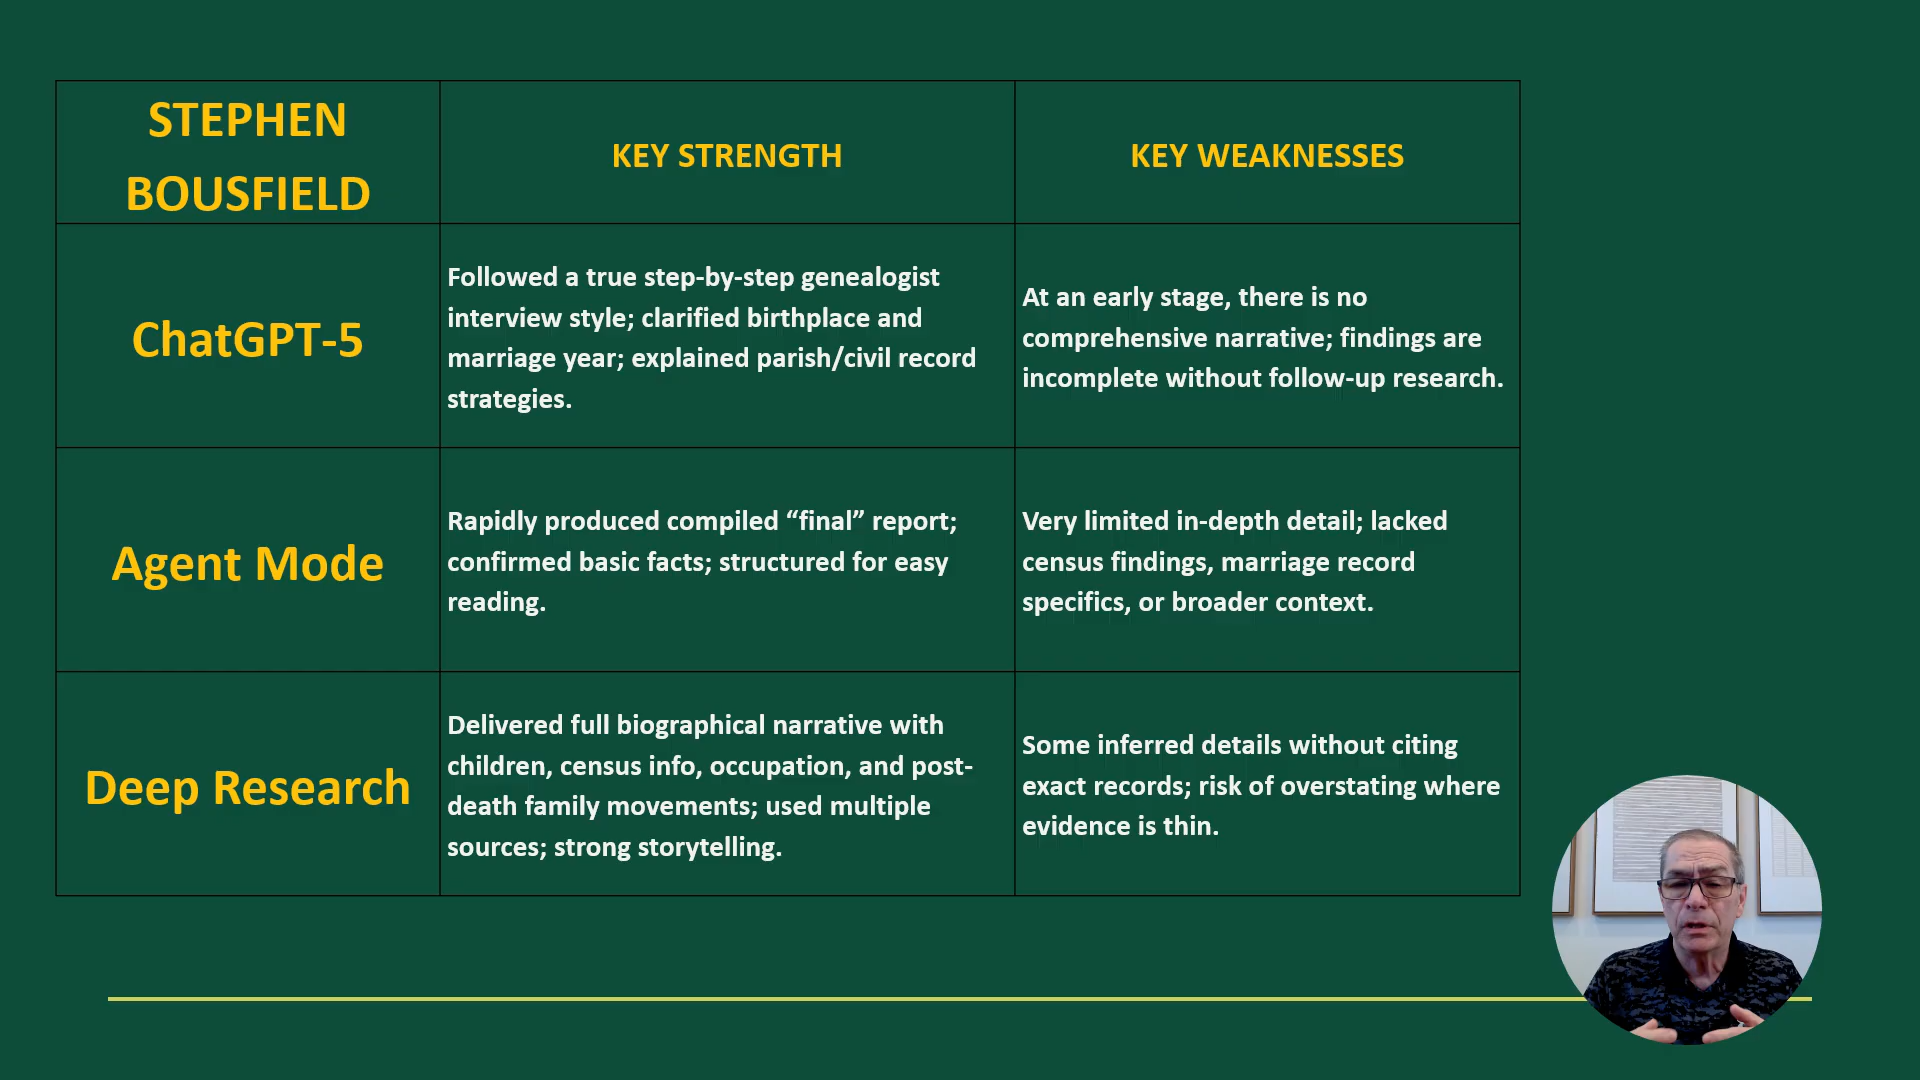 STEPHEN
BOUSFIELD
KEY STRENGTH
KEY WEAKNESSES
ChatGPT-5
Followed a true step-by-step genealogist
interview style; clarified birthplace and
marriage year; explained parish/civil record
strategies.
At an early stage, there is no
comprehensive narrative; findings are
incomplete without follow-up research.
Agent Mode
Rapidly produced compiled “final” report;
confirmed basic facts; structured for easy
reading.
Very limited in-depth detail; lacked
census findings, marriage record
specifics, or broader context.
Deep Research
Delivered full biographical narrative with
children, census info, occupation, and post-
death family movements; used multiple
sources; strong storytelling.
Some inferred details without citing
exact records; risk of overstating where
evidence is thin.